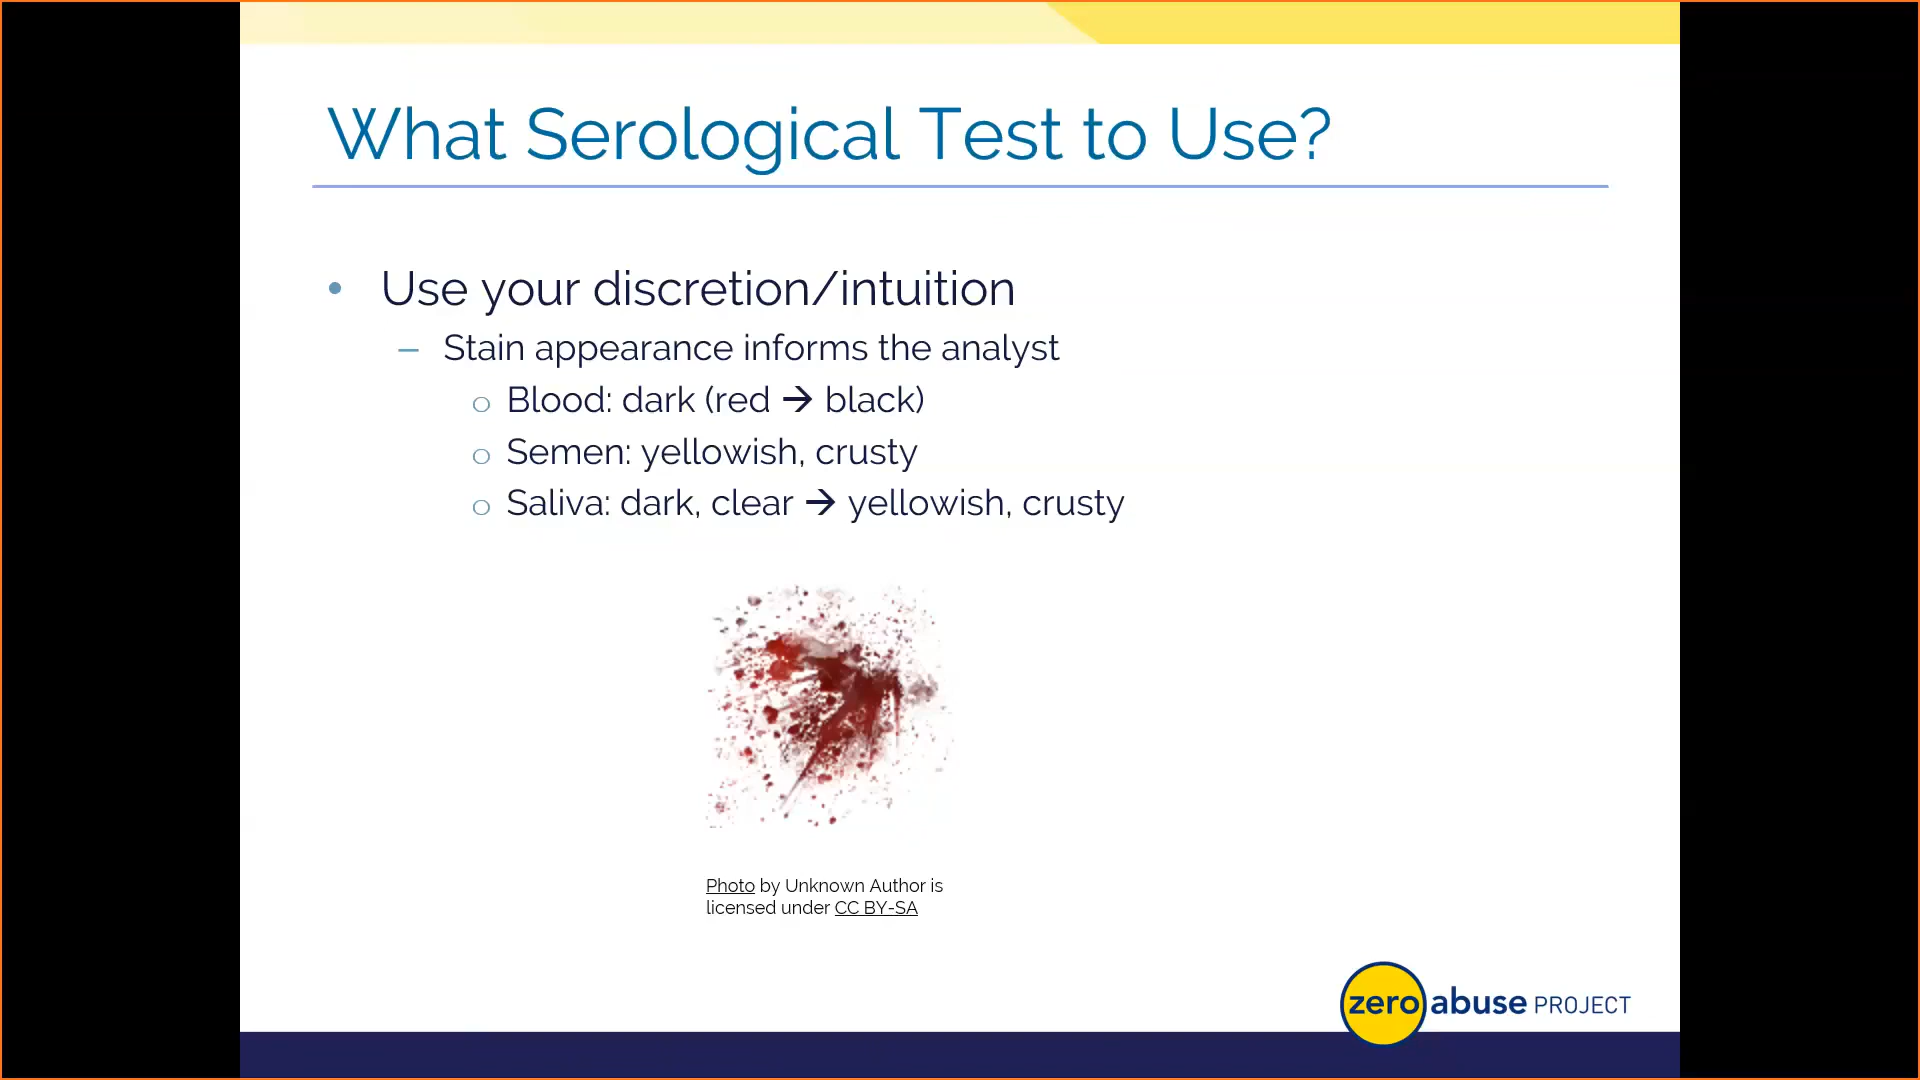 What Serological Test to Use?
• Use your discretion/intuition
– Stain appearance informs the analyst
o Blood: dark (red → black)
o Semen: yellowish, crusty
o Saliva: dark, clear → yellowish, crusty
Photo by Unknown Author is
licensed under CC BY-SA
zero abuse PROJECT